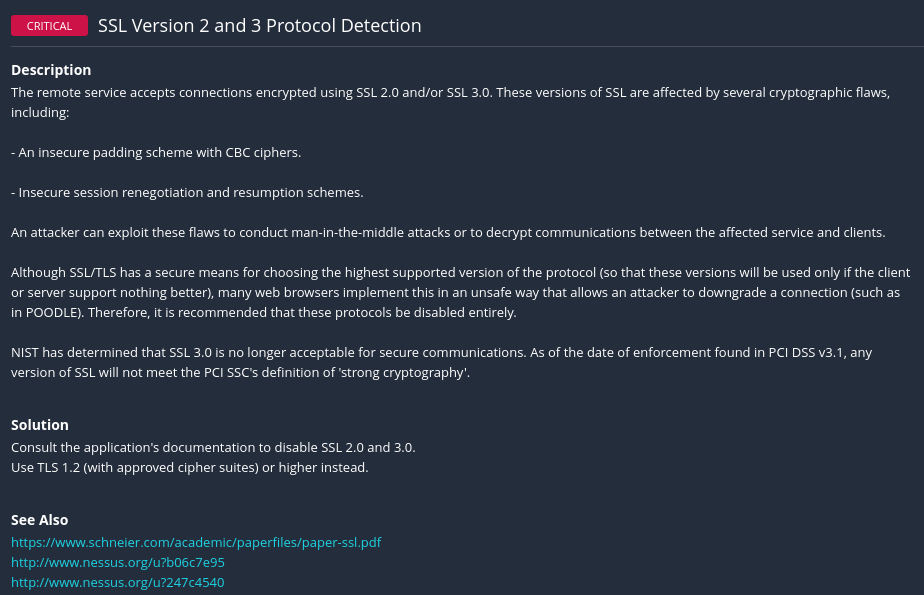 CRITICAL SSL Version 2 and 3 Protocol Detection
Description
The remote service accepts connections encrypted using SSL 2.0 and/or SSL 3.0. These versions of SSL are affected by several cryptographic flaws,
including:
- An insecure padding scheme with CBC ciphers.
- Insecure session renegotiation and resumption schemes.
An attacker can exploit these flaws to conduct man-in-the-middle attacks or to decrypt communications between the affected service and clients.
Although SSL/TLS has a secure means for choosing the highest supported version of the protocol (so that these versions will be used only if the client
or server support nothing better), many web browsers implement this in an unsafe way that allows an attacker to downgrade a connection (such as
in POODLE). Therefore, it is recommended that these protocols be disabled entirely.
NIST has determined that SSL 3.0 is no longer acceptable for secure communications. As of the date of enforcement found in PCI DSS v3.1, any
version of SSL will not meet the PCI SSC's definition of 'strong cryptography'.
Solution
Consult the application's documentation to disable SSL 2.0 and 3.0.
Use TLS 1.2 (with approved cipher suites) or higher instead.
See Also
https://www.schneier.com/academic/paperfiles/paper-ssl.pdf
http://www.nessus.org/u?b06c7e95
http://www.nessus.org/u?247c4540